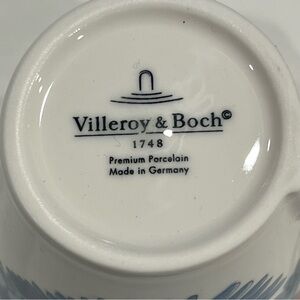 Villeroy & Boch©
1748
Premium Porcelain
Made in Germany